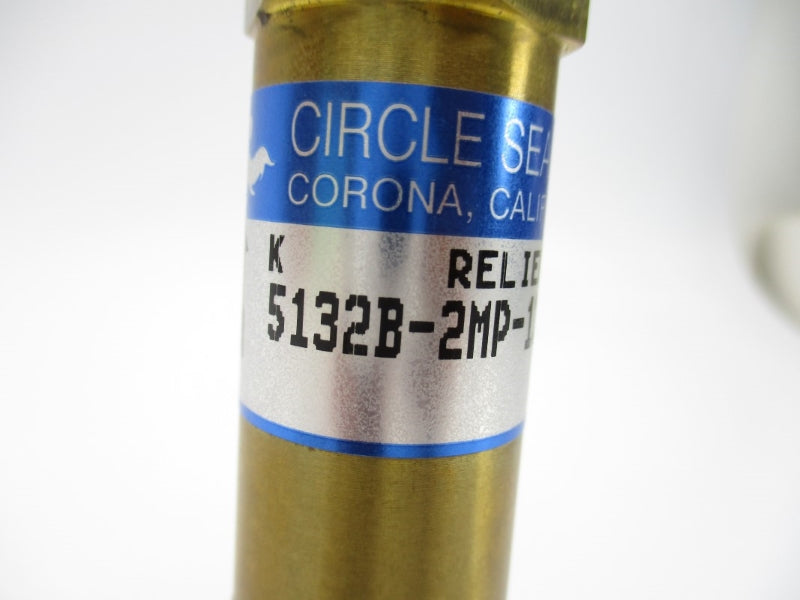 CIRCLE SEA
CORONA, CALIF
K RELIE
5132B-2MP-1